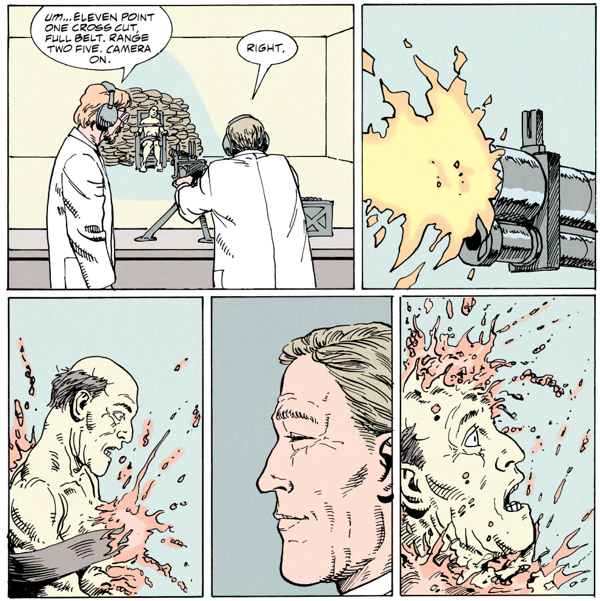 UM... ELEVEN POINT
ONE CROSS CUT,
FULL BELT. RANGE
TWO FIVE. CAMERA
ON.
RIGHT.